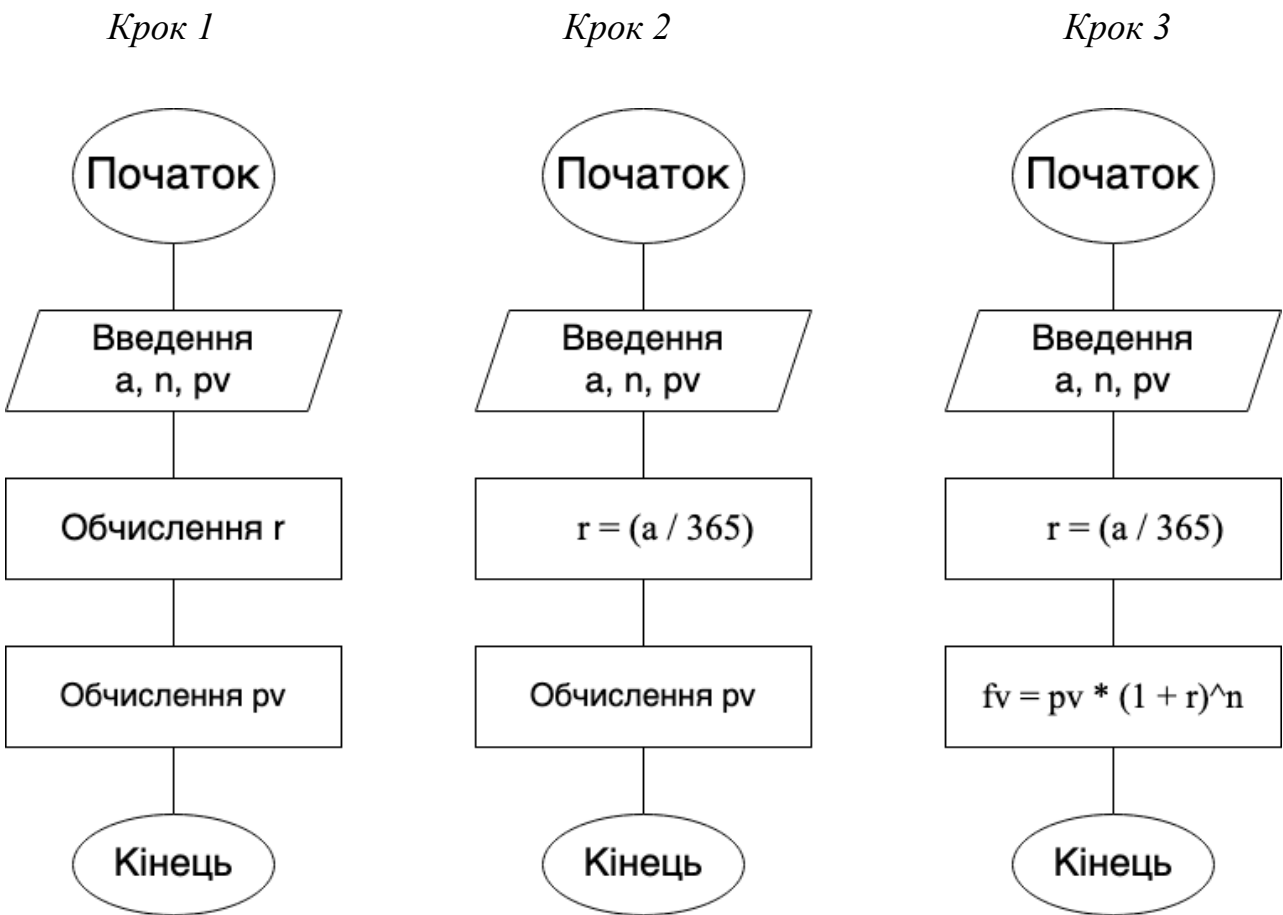 Крок 1
Крок 2
Крок 3
Початок
Початок
Початок
Введення
a, n, pv
Введення
a, n, pv
Введення
a, n, pv
Обчислення r
r = (a / 365)
r = (a / 365)
Обчислення pv
Обчислення pv
fv = pv * (1 + r)^n
Кінець
Кінець
Кінець